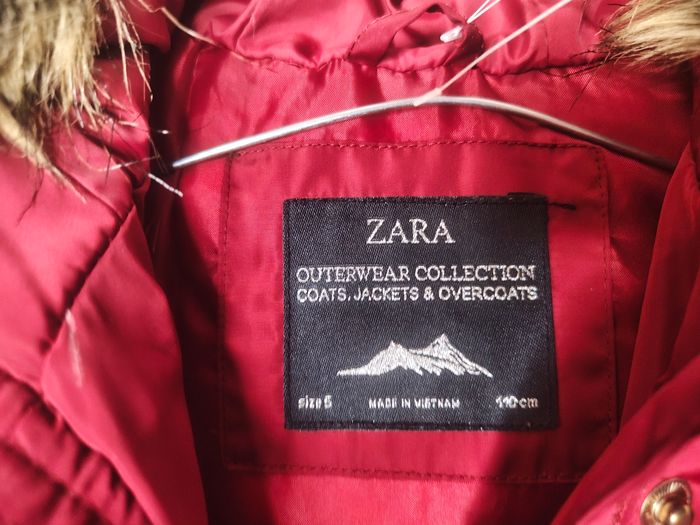 ZARA
OUTERWEAR COLLECTION
COATS, JACKETS & OVERCOATS
size 5 MADE IN VIETNAM 110 cm